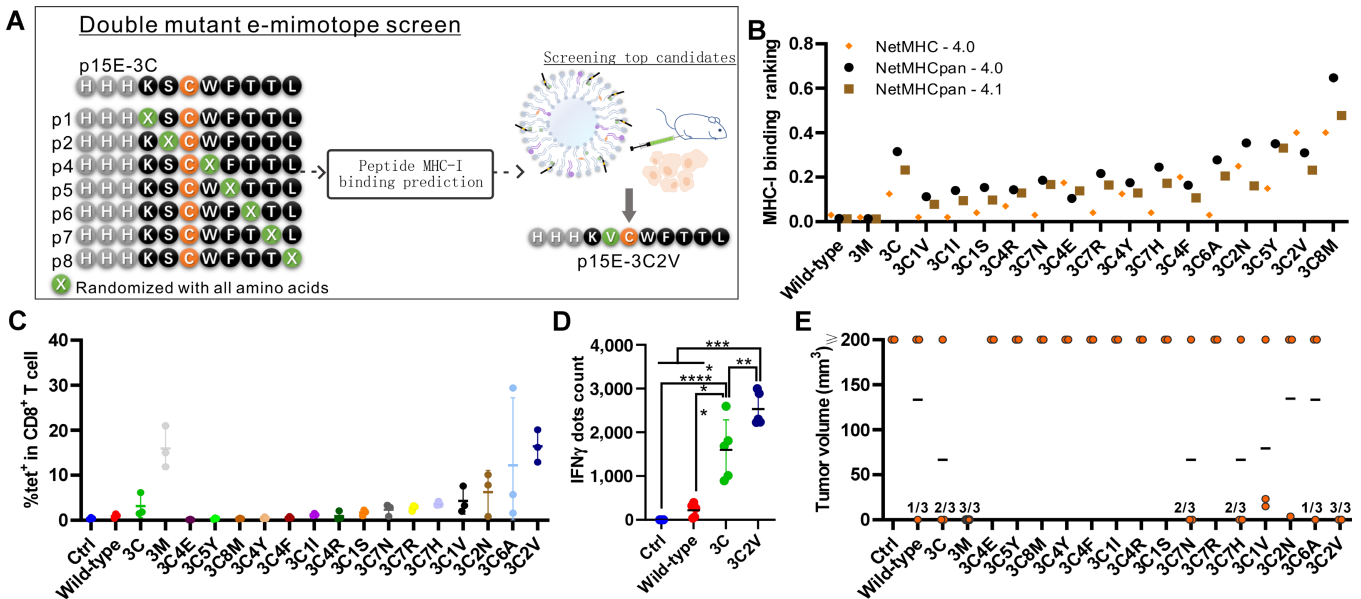 A
Double mutant e-mimotope screen
p15E-3C
H H H K S C W F T T L
p1 H H H X S C W F T T L
p2 H H H K X C W F T T L
p4 H H H K S C X F T T L
p5 H H H K S C W X T T L
p6 H H H K S C W F X T L
p7 H H H K S C W F T X L
p8 H H H K S C W F T T X
X Randomized with all amino acids
Peptide MHC-I
binding prediction
Screening top candidates
H H H K V C W F T T L
p15E-3C2V
B
MHC-I binding ranking
0.8
0.6
0.4
0.2
0.0
NetMHC - 4.0
NetMHCpan - 4.0
NetMHCpan - 4.1
Wild-type
3M
3C
3C1V
3C1I
3C1S
3C4R
3C7N
3C4E
3C7R
3C4Y
3C7H
3C4F
3C6A
3C2N
3C5Y
3C2V
3C8M
C
%tet+ in CD8+ T cell
40
30
20
10
0
Ctrl
Wild-type
3C
3M
3C4E
3C5Y
3C8M
3C4Y
3C4F
3C1I
3C4R
3C1S
3C7N
3C7R
3C7H
3C1V
3C2N
3C6A
3C2V
D
IFNγ dots count
4,000
3,000
2,000
1,000
0
***
*
**
****
*
*
Ctrl
Wild-type
3C
3C2V
E
Tumor volume (mm³)
≥
200
150
100
50
0
1/3
2/3
3/3
2/3
2/3
1/3
3/3
Ctrl
Wild-type
3C
3M
3C4E
3C5Y
3C8M
3C4Y
3C4F
3C1I
3C4R
3C1S
3C7N
3C7R
3C7H
3C1V
3C2N
3C6A
3C2V